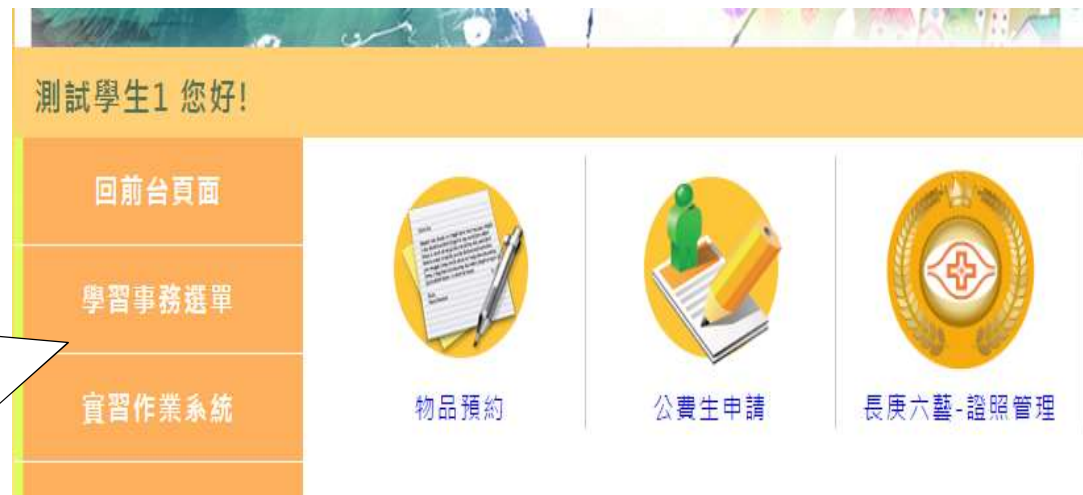 測試學生1 您好!
回前台頁面
學習事務選單
實習作業系統
物品預約
公費生申請
長庚六藝-證照管理